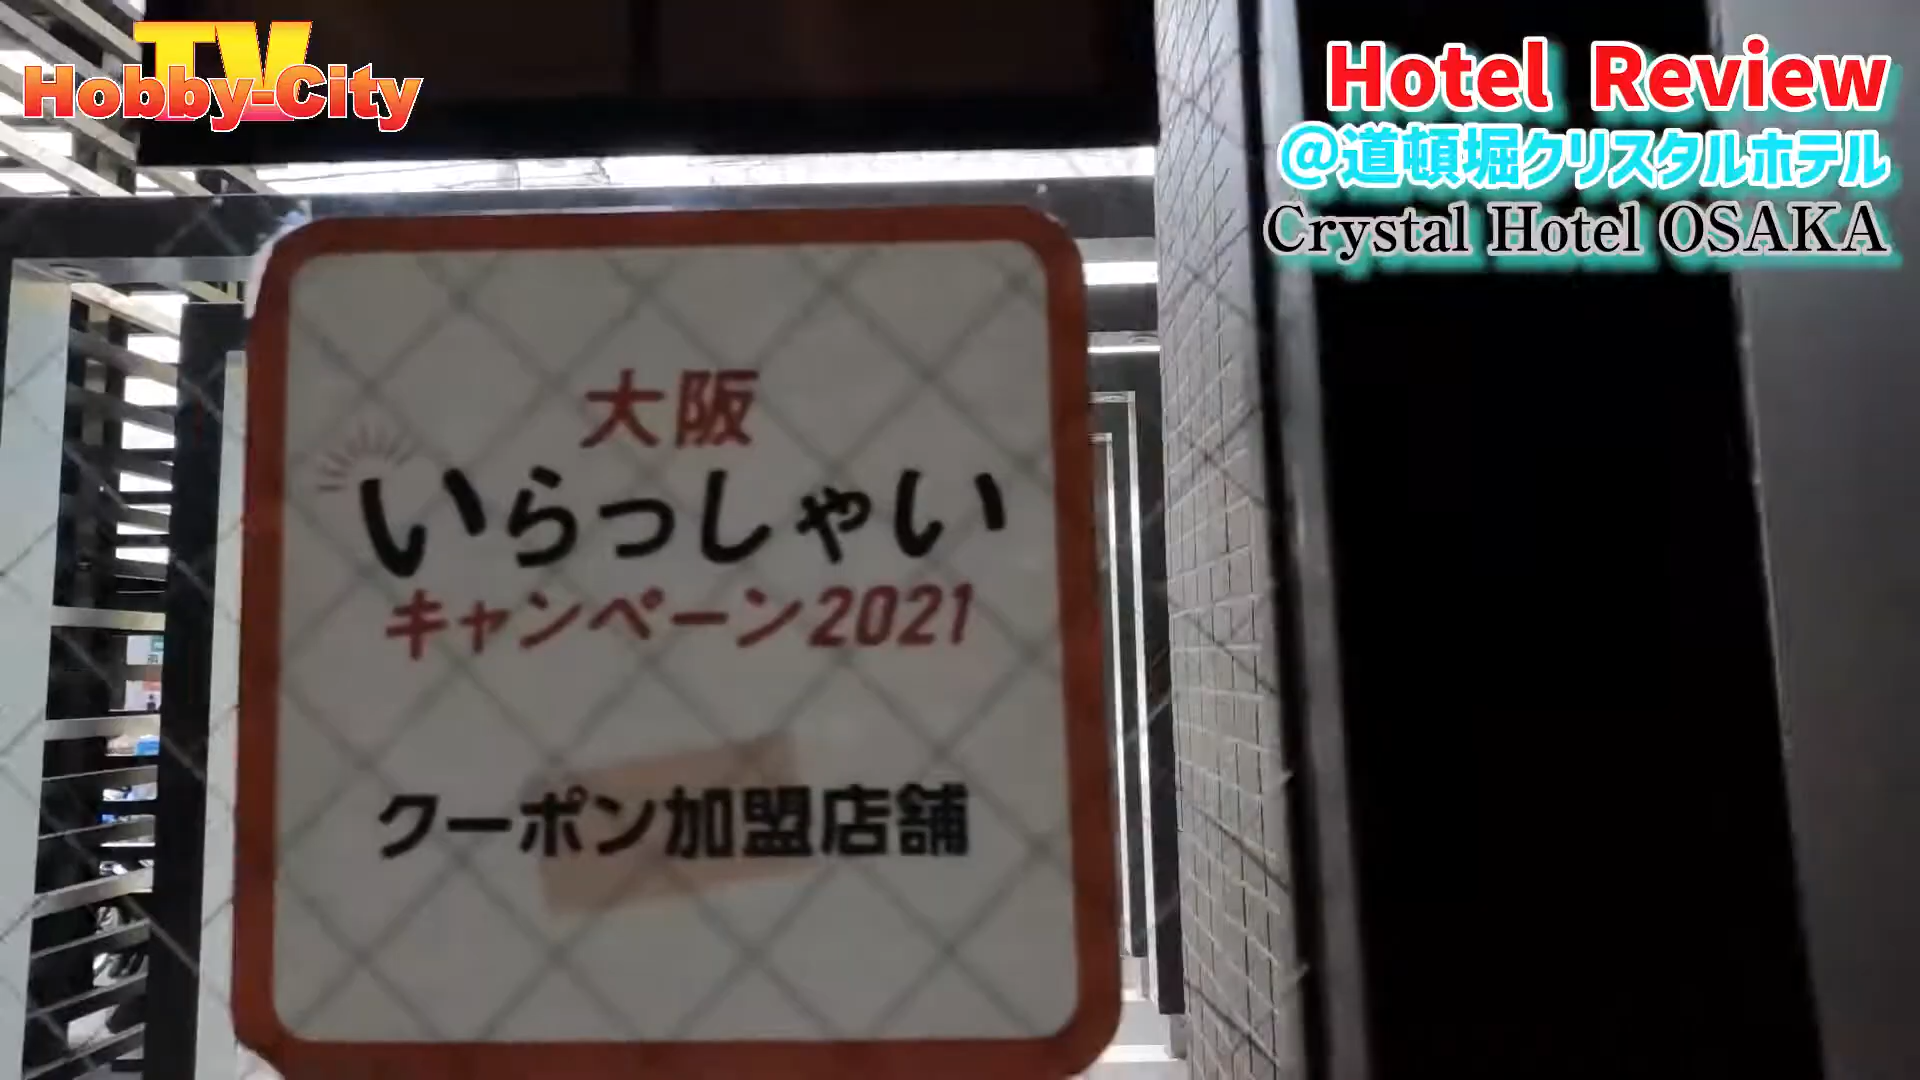 TV
Hobby-City
Hotel Review
@道頓堀クリスタルホテル
Crystal Hotel OSAKA
大阪
いらっしゃい
キャンペーン2021
クーポン加盟店舗